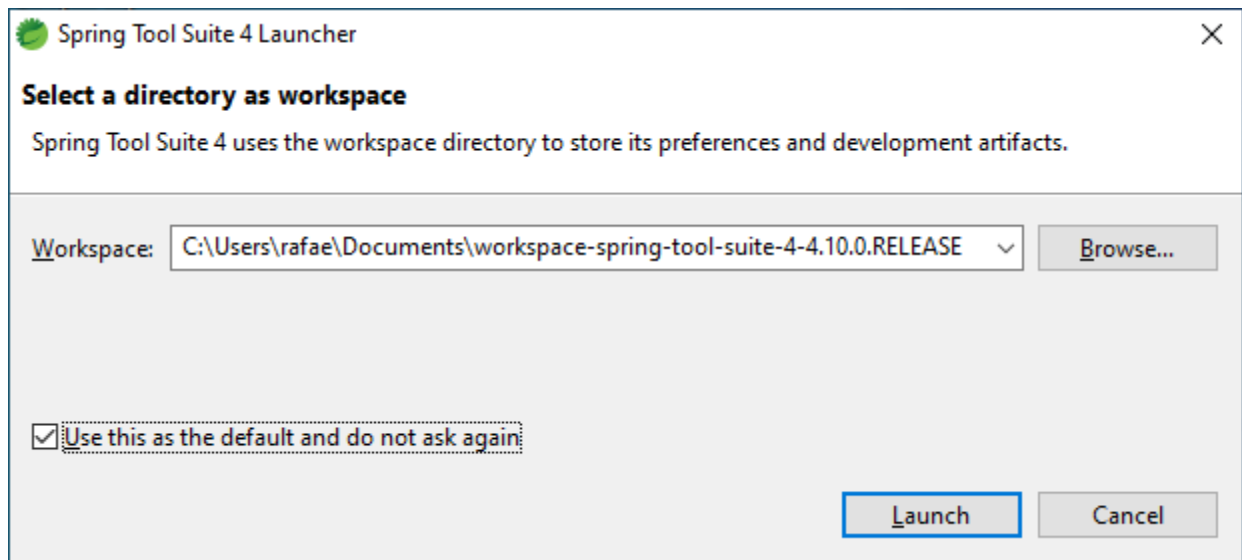 Spring Tool Suite 4 Launcher
Select a directory as workspace
Spring Tool Suite 4 uses the workspace directory to store its preferences and development artifacts.
Workspace: C:\Users\rafae\Documents\workspace-spring-tool-suite-4-4.10.0.RELEASE Browse...
Use this as the default and do not ask again
Launch Cancel